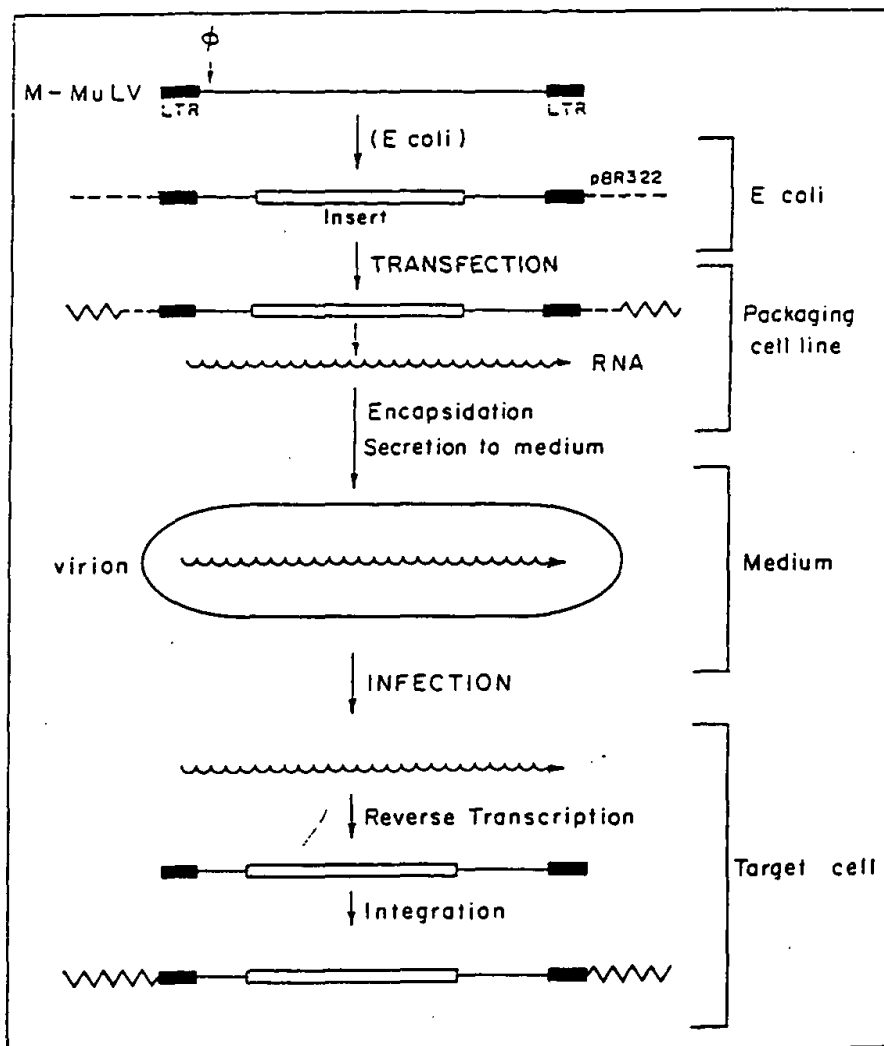 ϕ
M-MuLV
LTR
LTR
(E coli)
pBR322
Insert
E coli
TRANSFECTION
Packaging
cell line
RNA
Encapsidation
Secretion to medium
virion
Medium
INFECTION
Reverse Transcription
Target cell
Integration